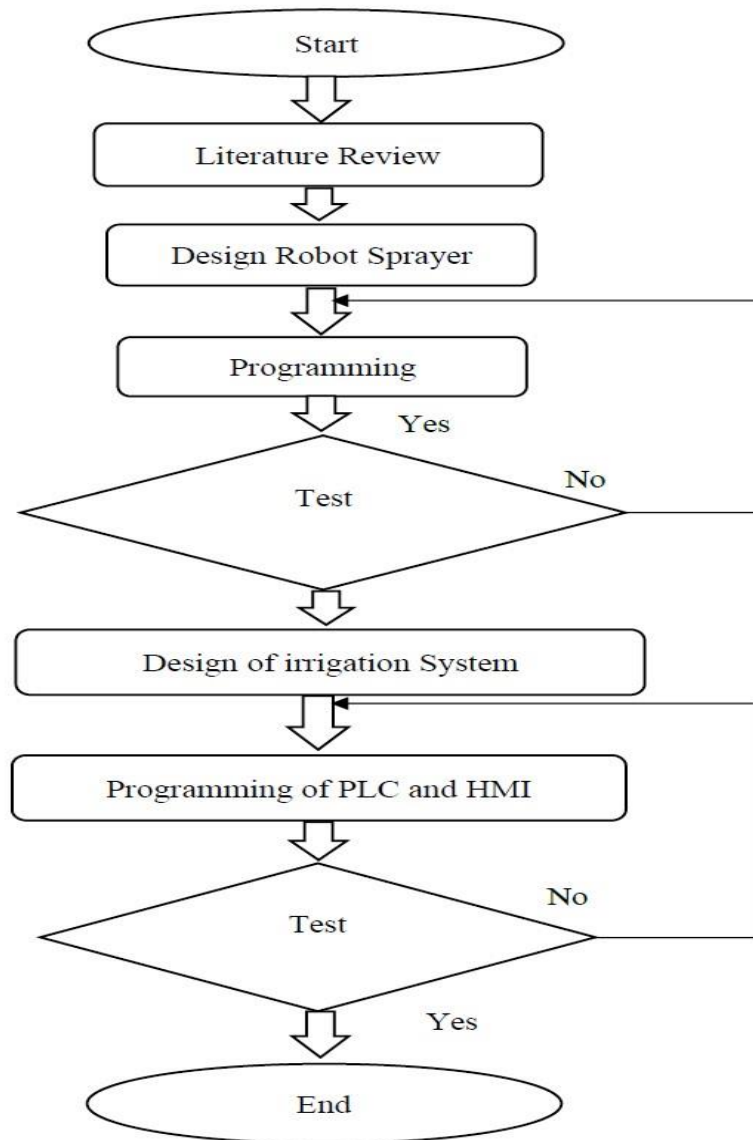 Start
Literature Review
Design Robot Sprayer
Programming
Yes
No
Test
Design of irrigation System
Programming of PLC and HMI
No
Test
Yes
End